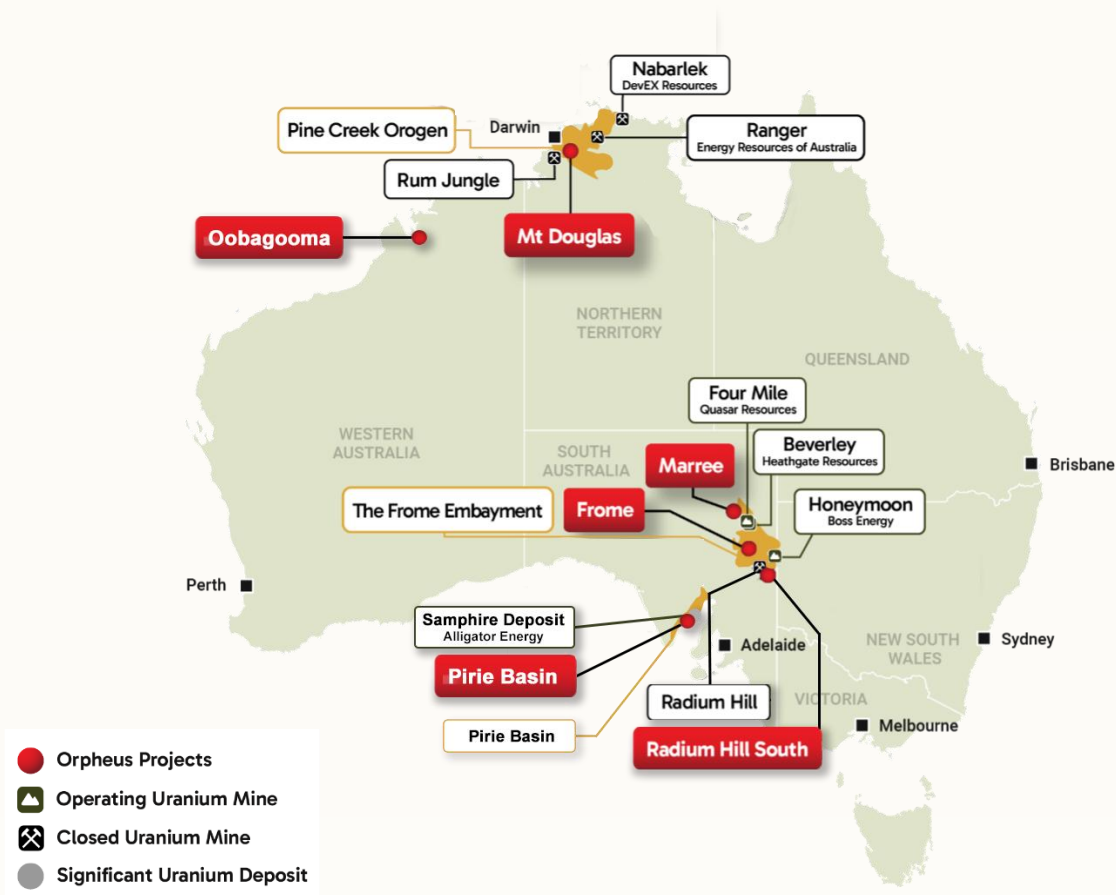 Nabarlek
DevEX Resources
Pine Creek Orogen
Darwin
Ranger
Energy Resources of Australia
Rum Jungle
Oobagooma
Mt Douglas
NORTHERN
TERRITORY
QUEENSLAND
Four Mile
Quasar Resources
WESTERN
AUSTRALIA
SOUTH
AUSTRALIA
Marree
Beverley
Heathgate Resources
Brisbane
The Frome Embayment
Frome
Honeymoon
Boss Energy
Perth
Samphire Deposit
Alligator Energy
Adelaide
NEW SOUTH
WALES
Sydney
Pirie Basin
Radium Hill
VICTORIA
Melbourne
Pirie Basin
Radium Hill South
Orpheus Projects
Operating Uranium Mine
Closed Uranium Mine
Significant Uranium Deposit